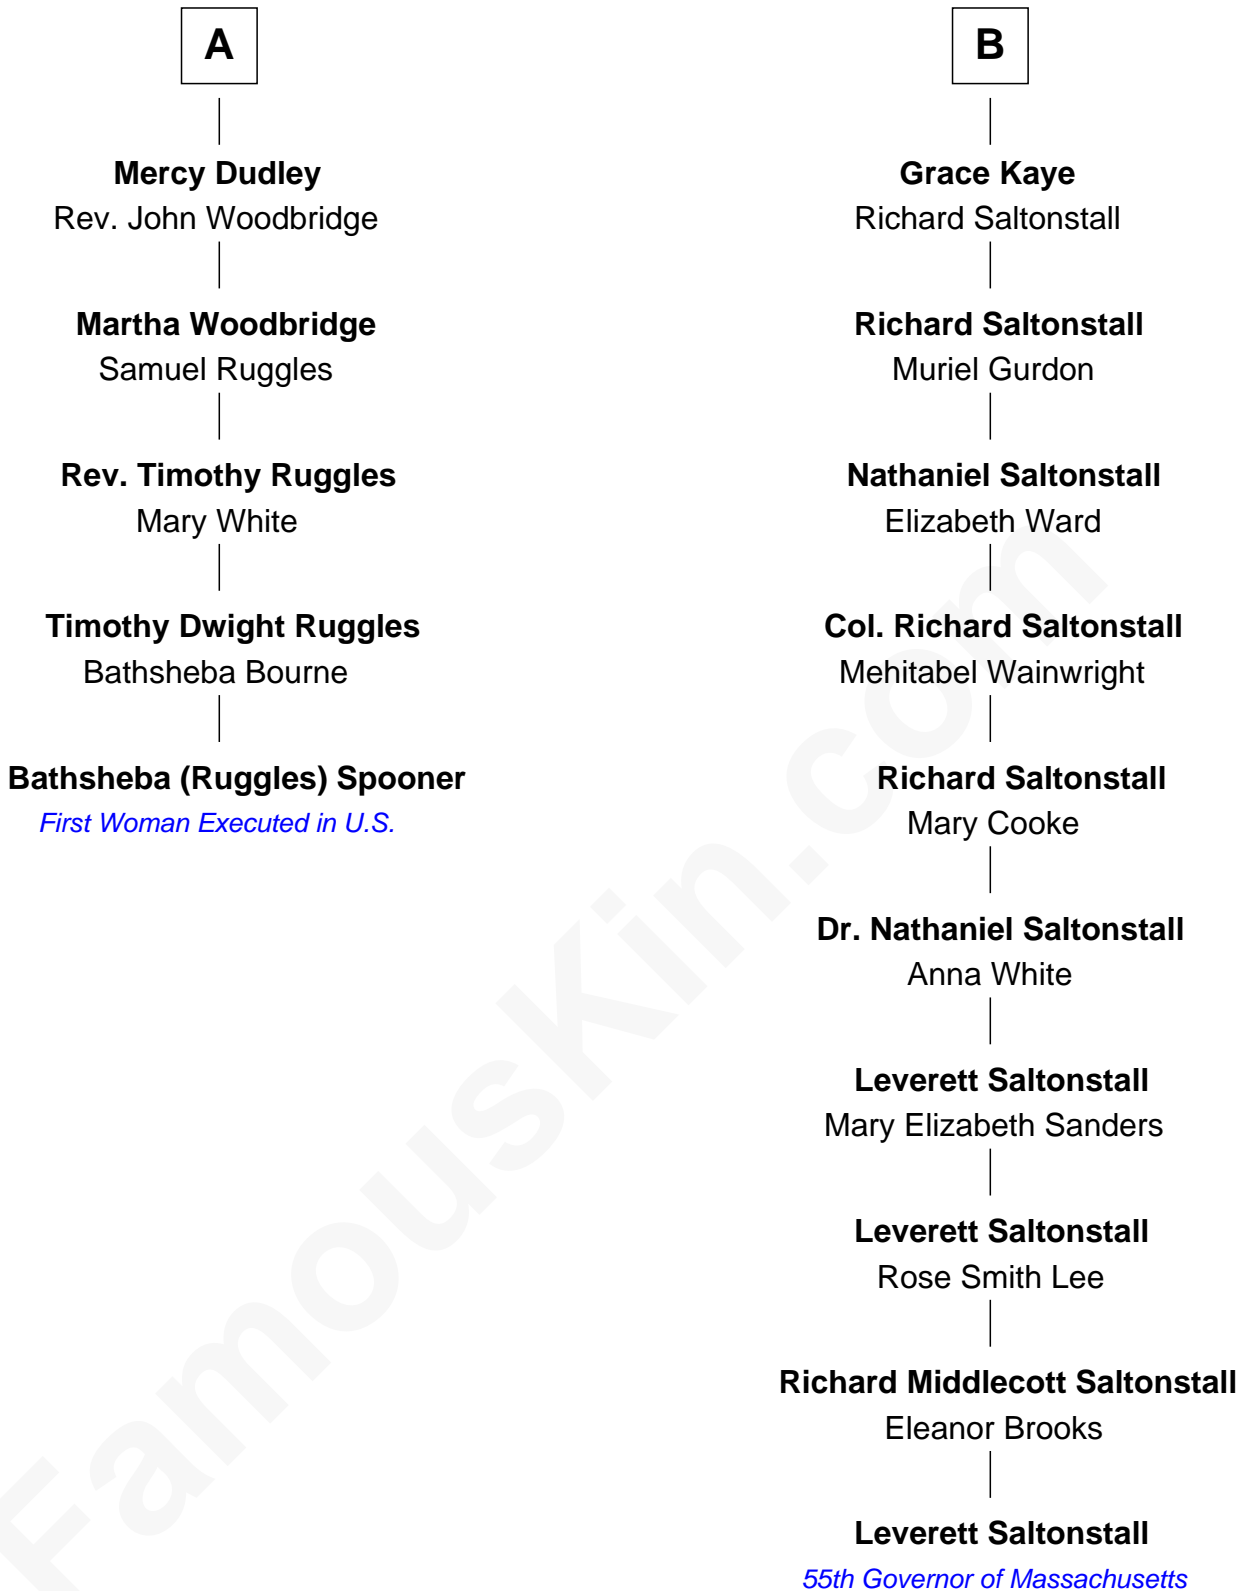 A
Mercy Dudley
Rev. John Woodbridge
Martha Woodbridge
Samuel Ruggles
Rev. Timothy Ruggles
Mary White
Timothy Dwight Ruggles
Bathsheba Bourne
Bathsheba (Ruggles) Spooner
First Woman Executed in U.S.
B
Grace Kaye
Richard Saltonstall
Richard Saltonstall
Muriel Gurdon
Nathaniel Saltonstall
Elizabeth Ward
Col. Richard Saltonstall
Mehitabel Wainwright
Richard Saltonstall
Mary Cooke
Dr. Nathaniel Saltonstall
Anna White
Leverett Saltonstall
Mary Elizabeth Sanders
Leverett Saltonstall
Rose Smith Lee
Richard Middlecott Saltonstall
Eleanor Brooks
Leverett Saltonstall
55th Governor of Massachusetts
FamousKin.com